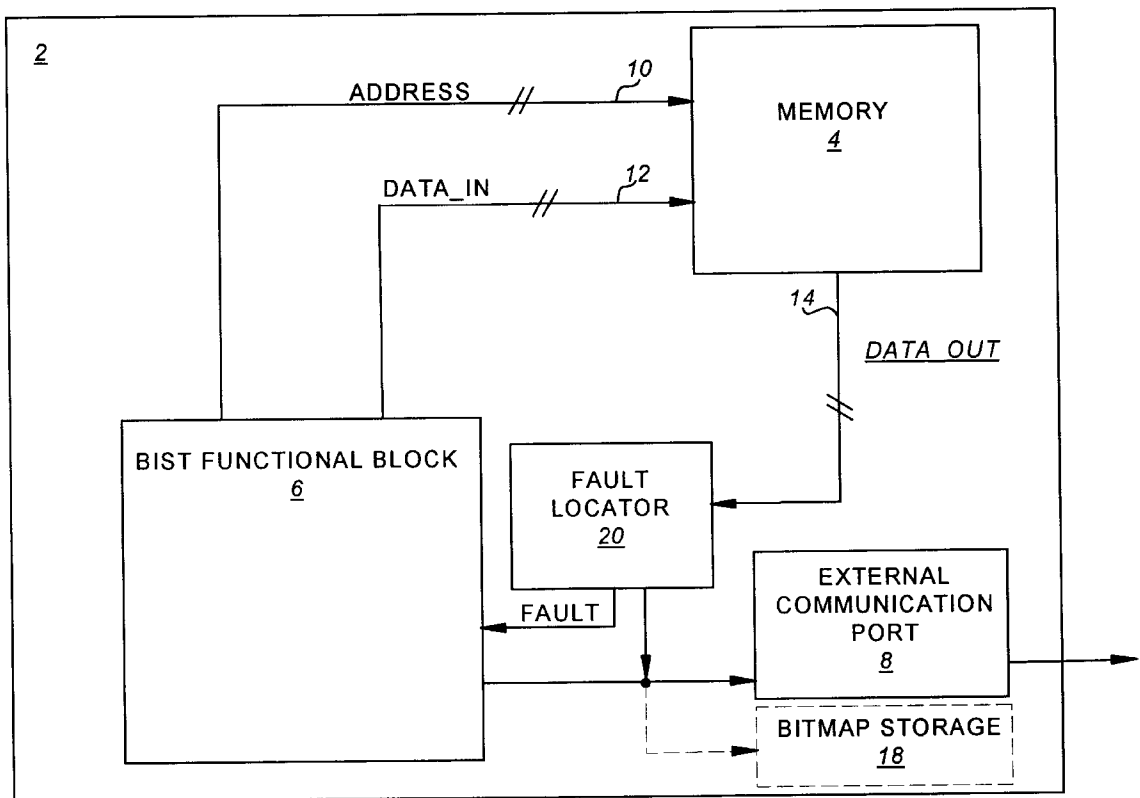 2
ADDRESS
10
MEMORY
4
DATA_IN
12
14
DATA_OUT
BIST FUNCTIONAL BLOCK
6
FAULT
LOCATOR
20
FAULT
EXTERNAL
COMMUNICATION
PORT
8
BITMAP STORAGE
18